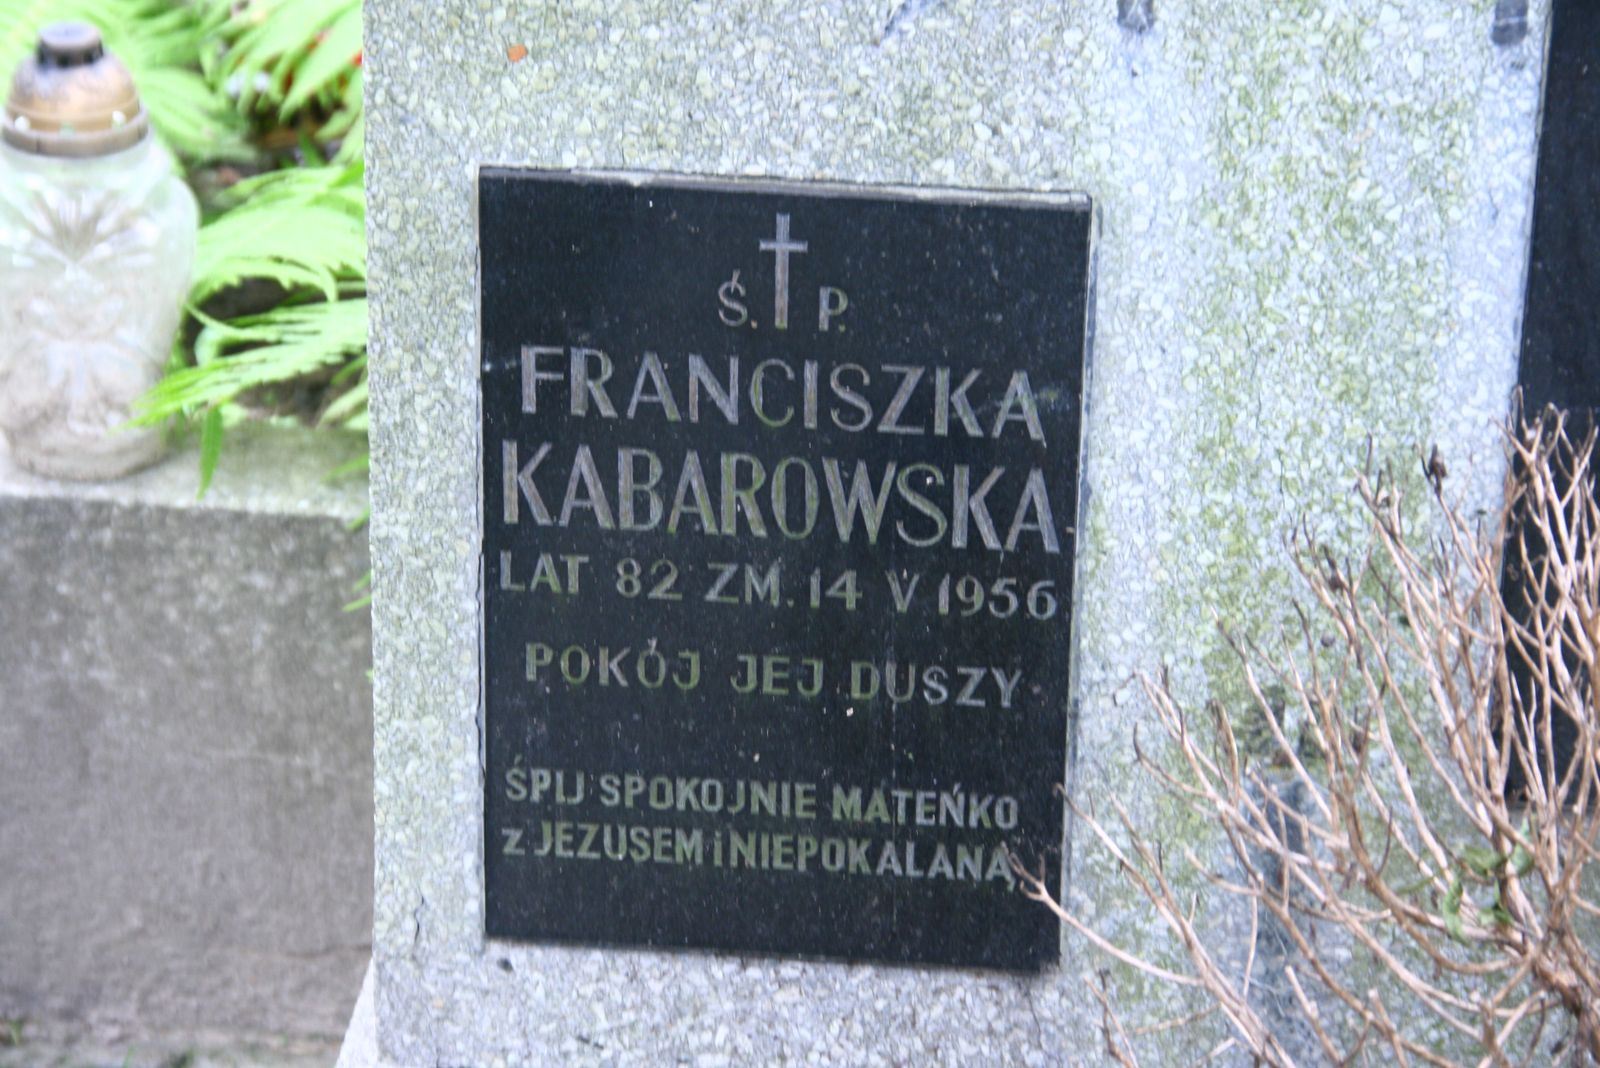 Ś. P.
FRANCISZKA
KABAROWSKA
LAT 82 ZM. 14 V 1956
POKÓJ JEJ DUSZY
ŚPIJ SPOKOJNIE MATEŃKO
z JEZUSEM i NIEPOKALANĄ